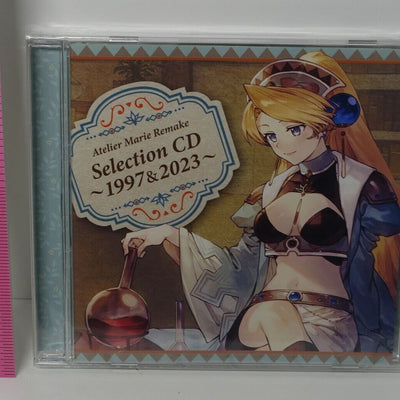 Atelier Marie Remake
Selection CD
~1997&2023~